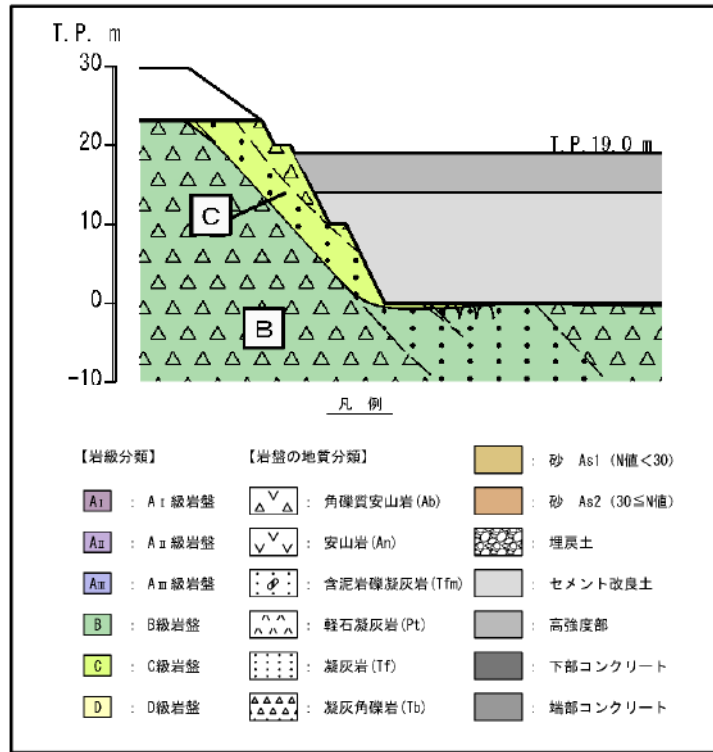 T.P. m
30
20
10
0
-10
T.P.19.0 m
C
B
凡 例
【岩級分類】
AⅠ : AⅠ級岩盤
AⅡ : AⅡ級岩盤
AⅢ : AⅢ級岩盤
B : B級岩盤
C : C級岩盤
D : D級岩盤
【岩盤の地質分類】
: 角礫質安山岩(Ab)
: 安山岩(An)
: 含泥岩礫凝灰岩(Tfm)
: 軽石凝灰岩(Pt)
: 凝灰岩(Tf)
: 凝灰角礫岩(Tb)
: 砂 As1 (N値<30)
: 砂 As2 (30≦N値)
: 埋戻土
: セメント改良土
: 高強度部
: 下部コンクリート
: 端部コンクリート